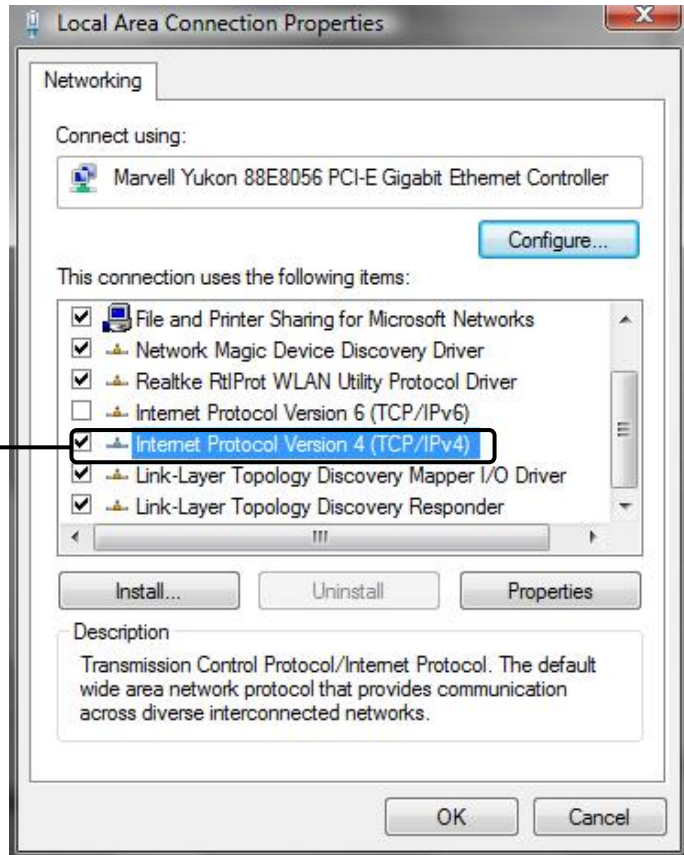 Local Area Connection Properties
Networking
Connect using:
Marvell Yukon 88E8056 PCI-E Gigabit Ethernet Controller
Configure...
This connection uses the following items:
File and Printer Sharing for Microsoft Networks
Network Magic Device Discovery Driver
Realtke RtlProt WLAN Utility Protocol Driver
Internet Protocol Version 6 (TCP/IPv6)
Internet Protocol Version 4 (TCP/IPv4)
Link-Layer Topology Discovery Mapper I/O Driver
Link-Layer Topology Discovery Responder
Install... Uninstall Properties
Description
Transmission Control Protocol/Internet Protocol. The default
wide area network protocol that provides communication
across diverse interconnected networks.
OK Cancel